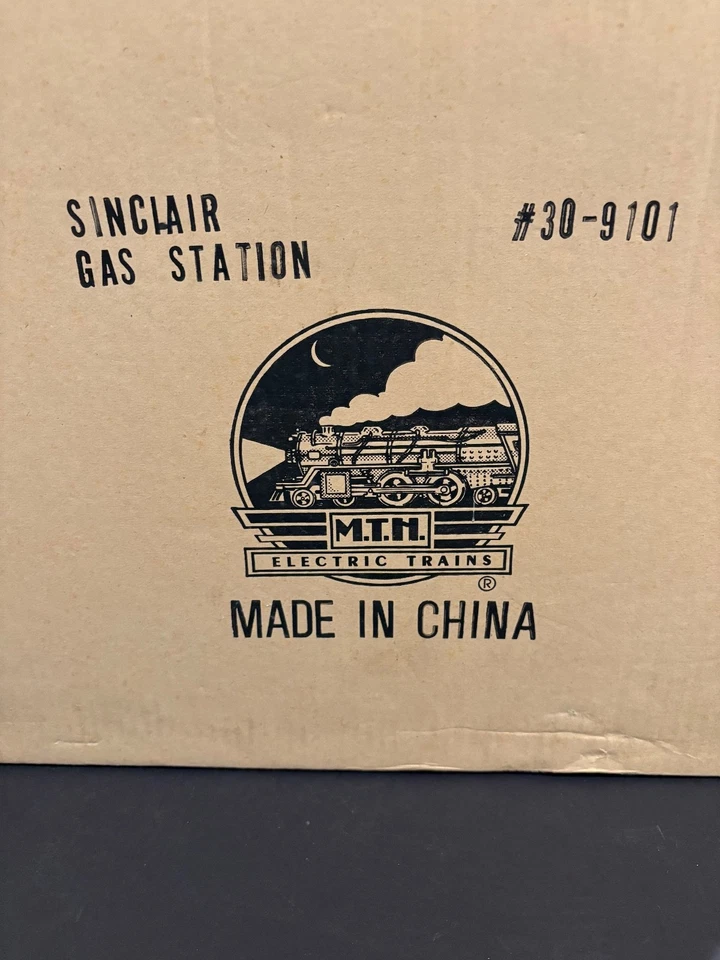 SINCLAIR
GAS STATION
#30-9101
M.T.H.
ELECTRIC TRAINS
®
MADE IN CHINA